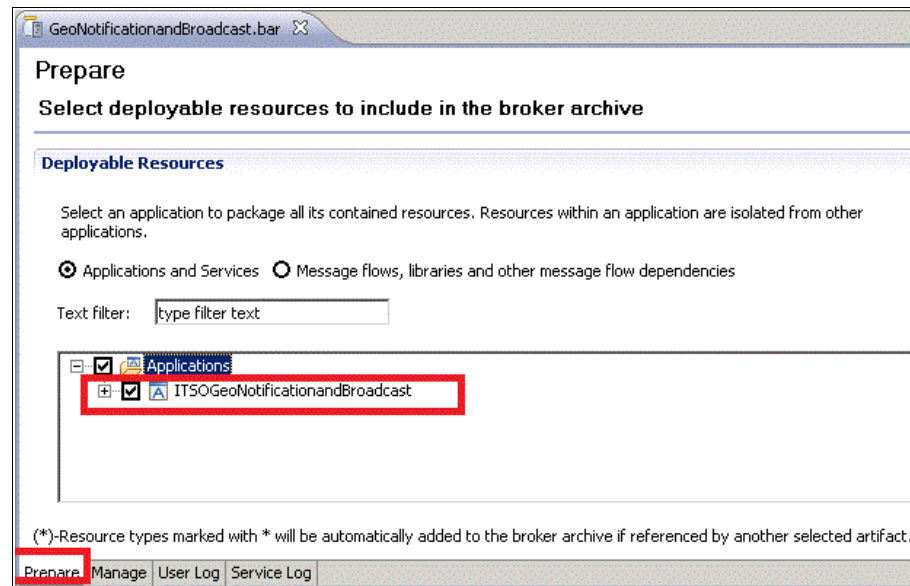 GeoNotificationandBroadcast.bar
Prepare
Select deployable resources to include in the broker archive
Deployable Resources
Select an application to package all its contained resources. Resources within an application are isolated from other
applications.
Applications and Services Message flows, libraries and other message flow dependencies
Text filter: type filter text
Applications
ITSOGeoNotificationandBroadcast
(*)-Resource types marked with * will be automatically added to the broker archive if referenced by another selected artifact.
Prepare Manage User Log Service Log